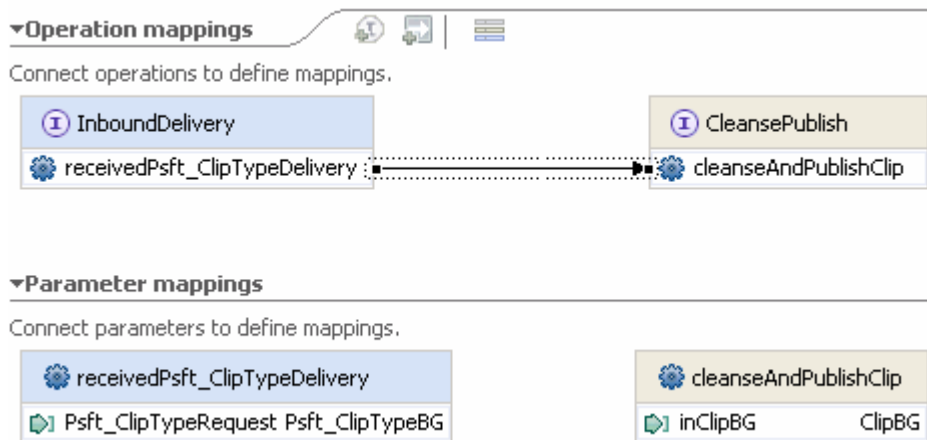 Operation mappings
Connect operations to define mappings.
InboundDelivery CleansePublish
receivedPsft_ClipTypeDelivery cleanseAndPublishClip
Parameter mappings
Connect parameters to define mappings.
receivedPsft_ClipTypeDelivery cleanseAndPublishClip
Psft_ClipTypeRequest Psft_ClipTypeBG inClipBG ClipBG